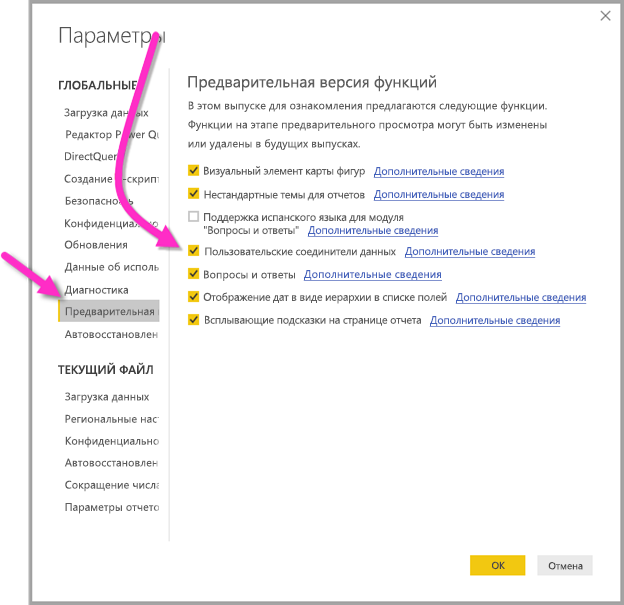 Параметры
ГЛОБАЛЬНЫЕ
Загрузка данных
Редактор Power Qu
DirectQuery
Создание скрипт
Безопасность
Конфиденциально
Обновления
Данные об исполь
Диагностика
Предварительная
Автовосстановлен
ТЕКУЩИЙ ФАЙЛ
Загрузка данных
Региональные нас
Конфиденциально
Автовосстановлен
Сокращение числа
Параметры отчето
Предварительная версия функций
В этом выпуске для ознакомления предлагаются следующие функции.
Функции на этапе предварительного просмотра могут быть изменены
или удалены в будущих выпусках.
Визуальный элемент карты фигур Дополнительные сведения
Нестандартные темы для отчетов Дополнительные сведения
Поддержка испанского языка для модуля
"Вопросы и ответы" Дополнительные сведения
Пользовательские соединители данных Дополнительные сведения
Вопросы и ответы Дополнительные сведения
Отображение дат в виде иерархии в списке полей Дополнительные сведения
Всплывающие подсказки на странице отчета Дополнительные сведения
ОК Отмена